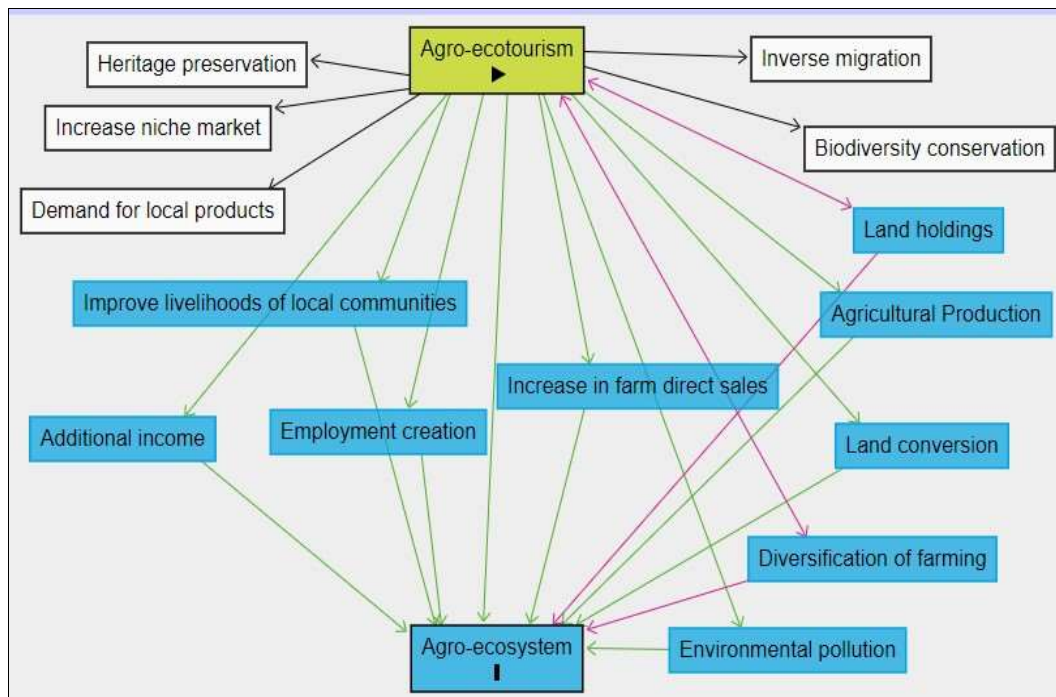 Agro-ecotourism
Heritage preservation
Inverse migration
Increase niche market
Biodiversity conservation
Demand for local products
Land holdings
Improve livelihoods of local communities
Agricultural Production
Increase in farm direct sales
Additional income
Employment creation
Land conversion
Diversification of farming
Agro-ecosystem
Environmental pollution